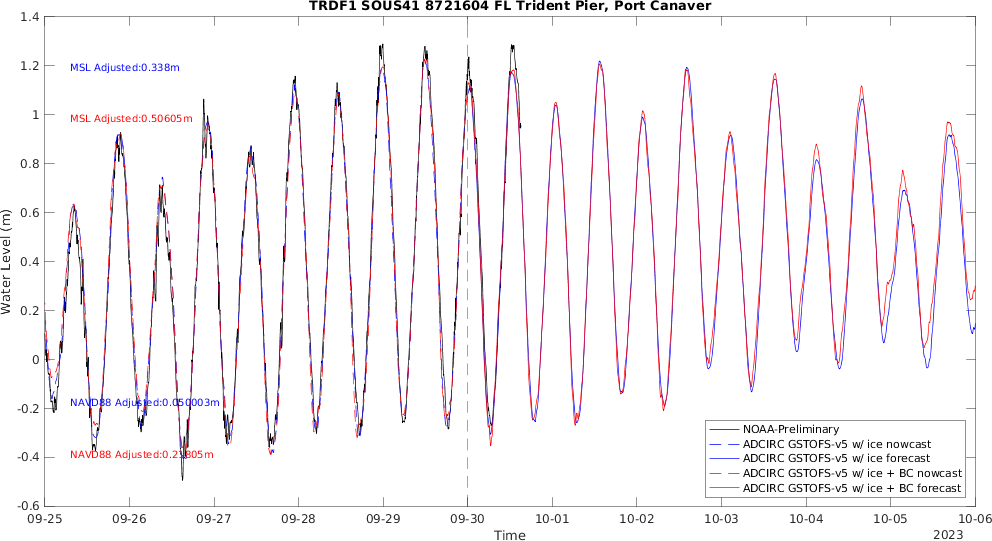 TRDF1 SOUS41 8721604 FL Trident Pier, Port Canaver
1.4
1.2
1
0.8
0.6
0.4
0.2
0
-0.2
-0.4
-0.6
Water Level (m)
MSL Adjusted:0.338m
MSL Adjusted:0.50605m
NAVD88 Adjusted:0.050003m
NAVD88 Adjusted:0.21805m
NOAA-Preliminary
ADCIRC GSTOFS-v5 w/ ice nowcast
ADCIRC GSTOFS-v5 w/ ice forecast
ADCIRC GSTOFS-v5 w/ ice + BC nowcast
ADCIRC GSTOFS-v5 w/ ice + BC forecast
09-25 09-26 09-27 09-28 09-29 09-30 10-01 10-02 10-03 10-04 10-05 10-06
Time
2023